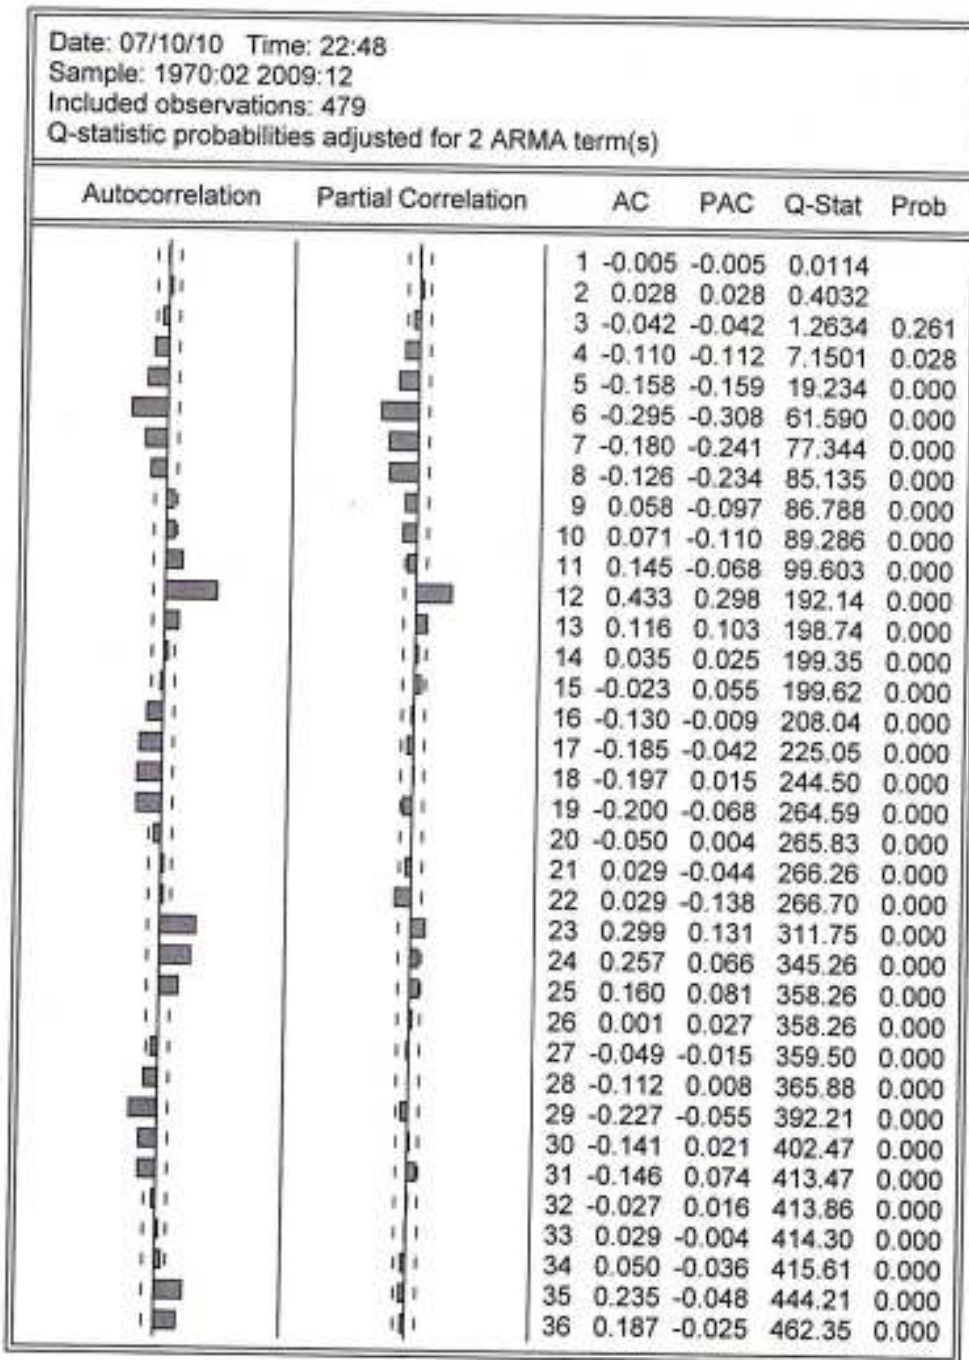 Date: 07/10/10 Time: 22:48
Sample: 1970:02 2009:12
Included observations: 479
Q-statistic probabilities adjusted for 2 ARMA term(s)
Autocorrelation Partial Correlation AC PAC Q-Stat Prob
1 -0.005 -0.005 0.0114
2 0.028 0.028 0.4032
3 -0.042 -0.042 1.2634 0.261
4 -0.110 -0.112 7.1501 0.028
5 -0.158 -0.159 19.234 0.000
6 -0.295 -0.308 61.590 0.000
7 -0.180 -0.241 77.344 0.000
8 -0.126 -0.234 85.135 0.000
9 0.058 -0.097 86.788 0.000
10 0.071 -0.110 89.286 0.000
11 0.145 -0.068 99.603 0.000
12 0.433 0.298 192.14 0.000
13 0.116 0.103 198.74 0.000
14 0.035 0.025 199.35 0.000
15 -0.023 0.055 199.62 0.000
16 -0.130 -0.009 208.04 0.000
17 -0.185 -0.042 225.05 0.000
18 -0.197 0.015 244.50 0.000
19 -0.200 -0.068 264.59 0.000
20 -0.050 0.004 265.83 0.000
21 0.029 -0.044 266.26 0.000
22 0.029 -0.138 266.70 0.000
23 0.299 0.131 311.75 0.000
24 0.257 0.066 345.26 0.000
25 0.160 0.081 358.26 0.000
26 0.001 0.027 358.26 0.000
27 -0.049 -0.015 359.50 0.000
28 -0.112 0.008 365.88 0.000
29 -0.227 -0.055 392.21 0.000
30 -0.141 0.021 402.47 0.000
31 -0.146 0.074 413.47 0.000
32 -0.027 0.016 413.86 0.000
33 0.029 -0.004 414.30 0.000
34 0.050 -0.036 415.61 0.000
35 0.235 -0.048 444.21 0.000
36 0.187 -0.025 462.35 0.000